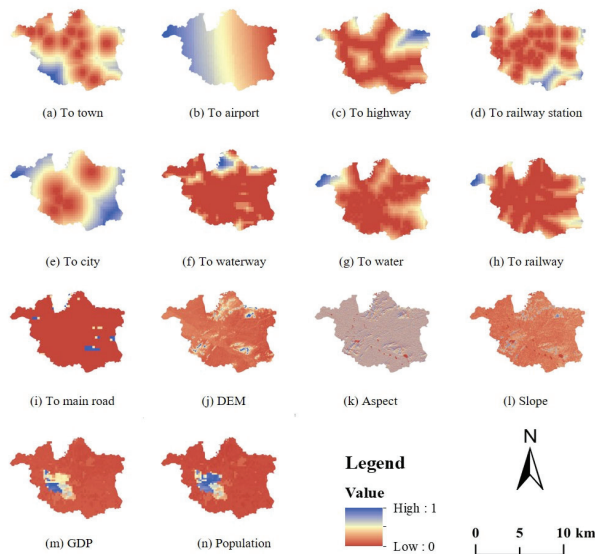 (a) To town
(b) To airport
(c) To highway
(d) To railway station
(e) To city
(f) To waterway
(g) To water
(h) To railway
(i) To main road
(j) DEM
(k) Aspect
(l) Slope
(m) GDP
(n) Population
Legend
Value
High : 1
Low : 0
N
0 5 10 km